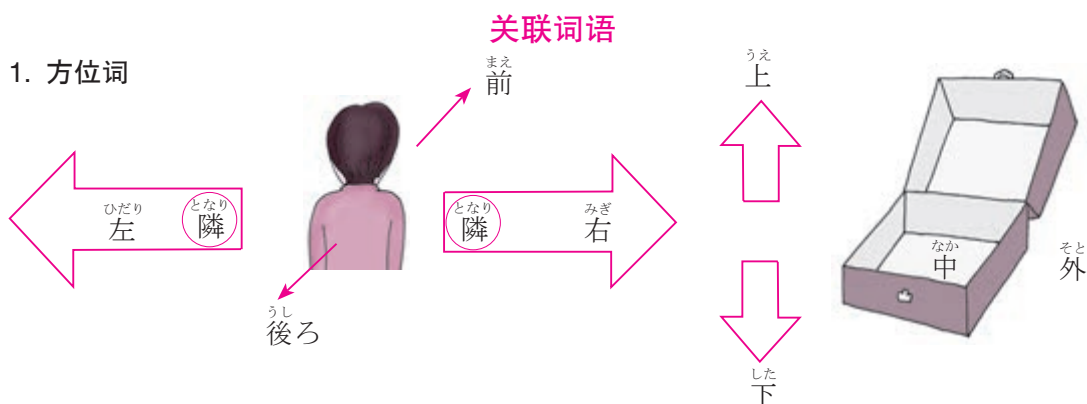 关联词语
1. 方位词
まえ
前
うえ
上
ひだり
左
となり
隣
となり
隣
みぎ
右
なか
中
そと
外
うし
後ろ
した
下